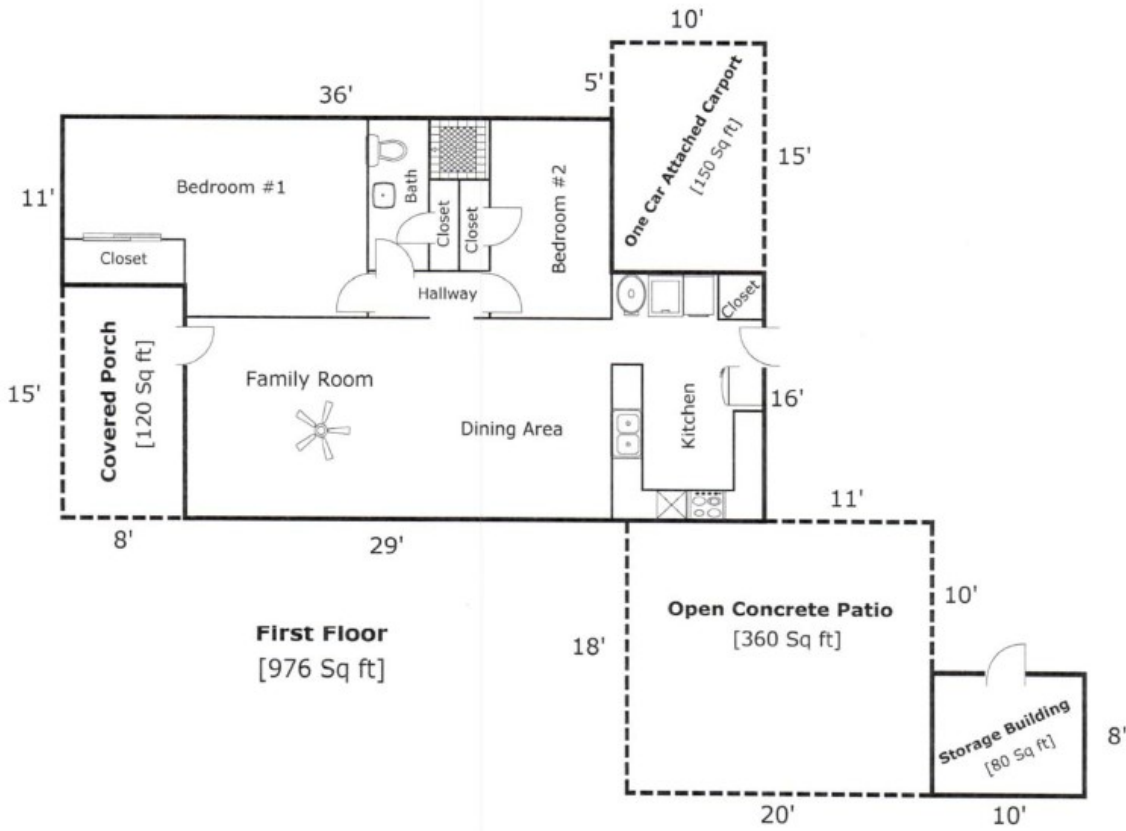 10'
5'
36'
One Car Attached Carport
[150 Sq ft]
15'
11'
Bedroom #1
Bath
Closet
Closet
Bedroom #2
Closet
Hallway
Closet
15'
Covered Porch
[120 Sq ft]
Family Room
Dining Area
Kitchen
16'
8'
29'
11'
First Floor
[976 Sq ft]
18'
Open Concrete Patio
[360 Sq ft]
10'
Storage Building
[80 Sq ft]
8'
20'
10'